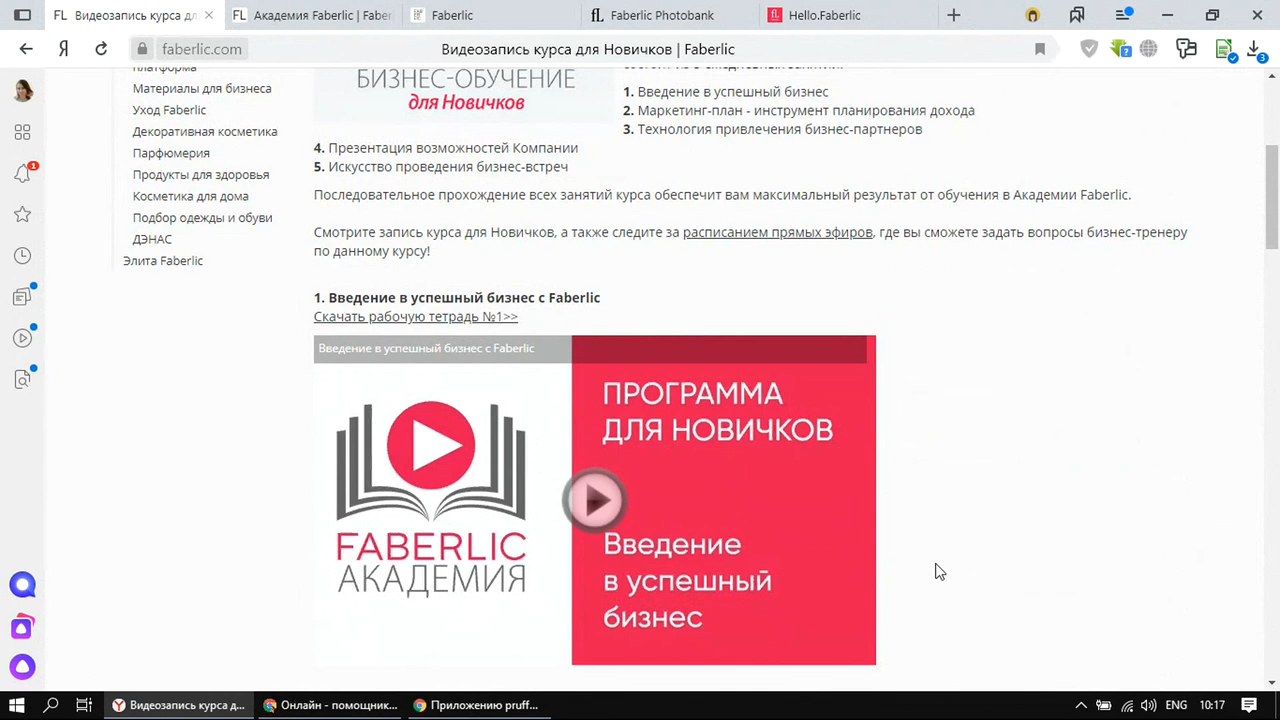 Видеозапись курса дл
Академия Faberlic | Faber
Faberlic
Faberlic Photobank
Hello.Faberlic
faberlic.com
Видеозапись курса для Новичков | Faberlic
платформа
Материалы для бизнеса
Уход Faberlic
Декоративная косметика
Парфюмерия
Продукты для здоровья
Косметика для дома
Подбор одежды и обуви
ДЭНАС
Элита Faberlic
БИЗНЕС-ОБУЧЕНИЕ
для Новичков
1. Введение в успешный бизнес
2. Маркетинг-план - инструмент планирования дохода
3. Технология привлечения бизнес-партнеров
4. Презентация возможностей Компании
5. Искусство проведения бизнес-встреч
Последовательное прохождение всех занятий курса обеспечит вам максимальный результат от обучения в Академии Faberlic.
Смотрите запись курса для Новичков, а также следите за расписанием прямых эфиров, где вы сможете задать вопросы бизнес-тренеру
по данному курсу!
1. Введение в успешный бизнес с Faberlic
Скачать рабочую тетрадь №1>>
Введение в успешный бизнес с Faberlic
ПРОГРАММА
ДЛЯ НОВИЧКОВ
FABERLIC
АКАДЕМИЯ
Введение
в успешный
бизнес
Видеозапись курса д...
Онлайн - помощник...
Приложению pruff...
ENG
10:17